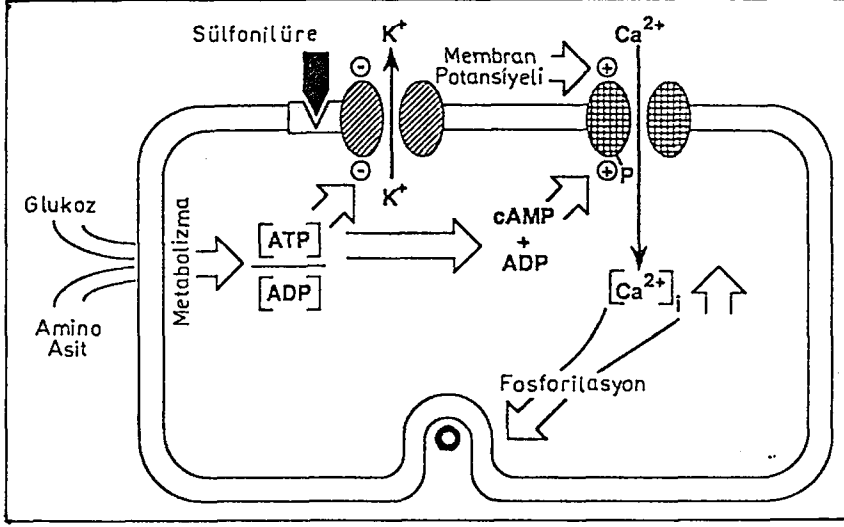 Sülfonilüre
K+
Ca2+
Membran
Potansiyeli
-
+
-
+
P
K+
Glukoz
Metabolizma
[ATP]
[ADP]
cAMP
+
ADP
[Ca2+]i
Amino
Asit
Fosforilasyon